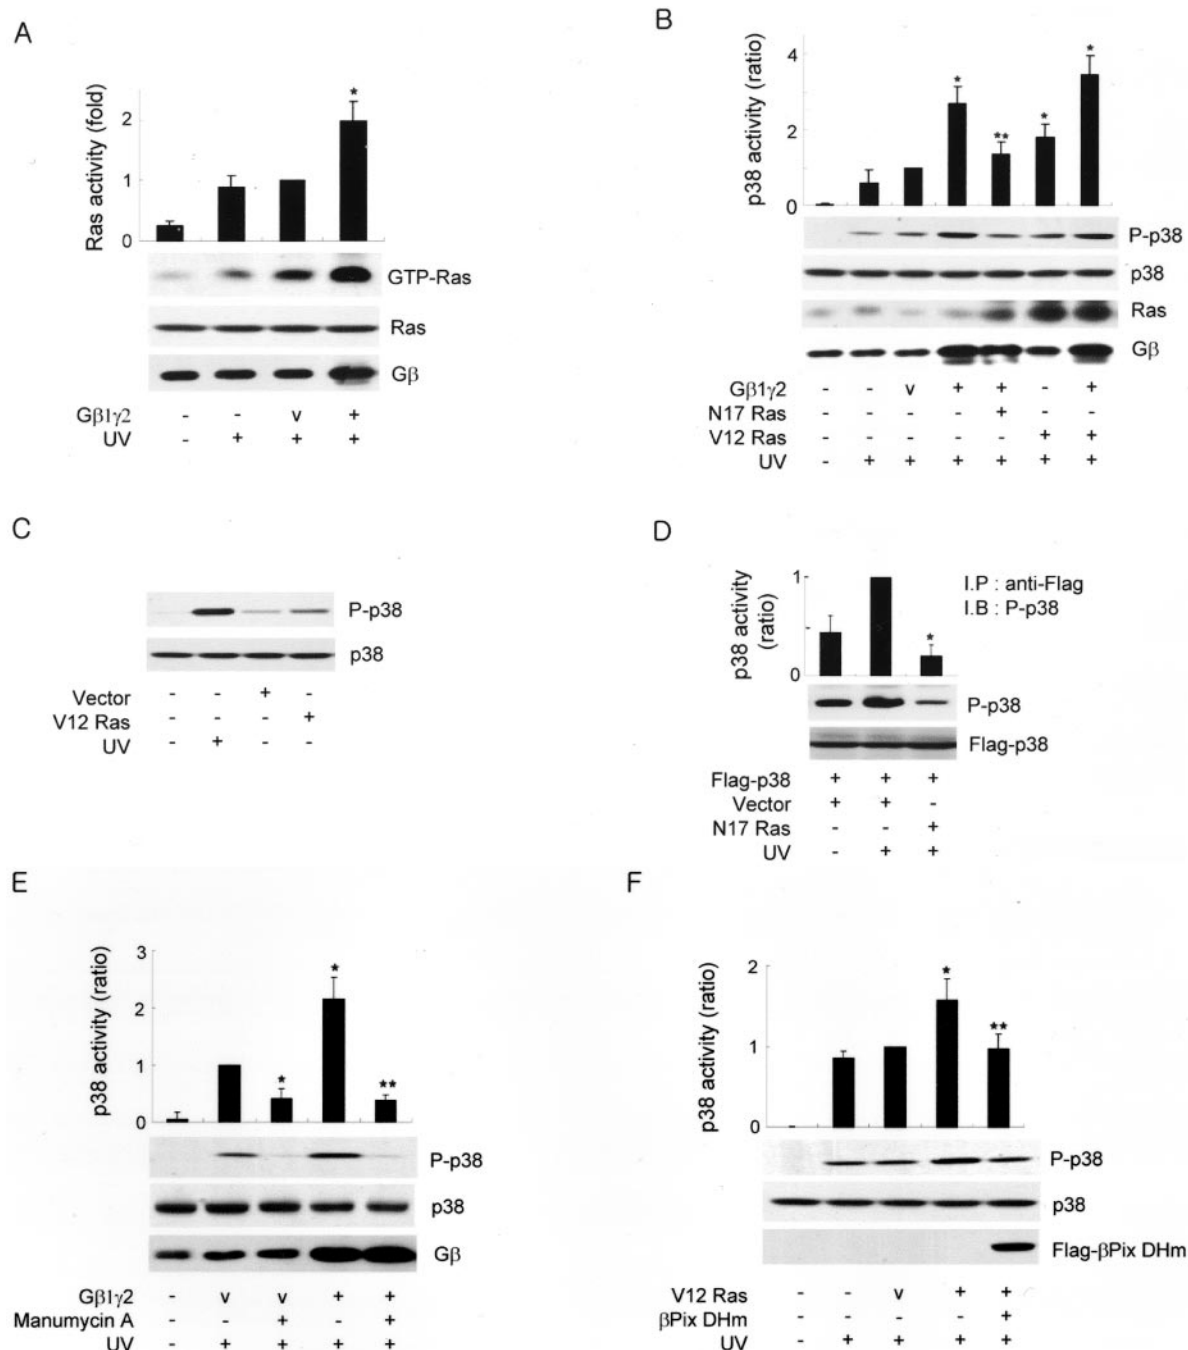 A
Ras activity (fold)
2
1
0
*
GTP-Ras
Ras
Gβ
Gβ1γ2 - - v +
UV - + + +
B
p38 activity (ratio)
4
2
0
* ** * *
P-p38
p38
Ras
Gβ
Gβ1γ2 - - v + + - +
N17 Ras - - - - + - -
V12 Ras - - - - - + +
UV - + + + + + +
C
P-p38
p38
Vector - - + -
V12 Ras - - - +
UV - + - -
D
p38 activity
(ratio)
1
0
*
I.P : anti-Flag
I.B : P-p38
P-p38
Flag-p38
Flag-p38 + + +
Vector + + -
N17 Ras - - +
UV - + +
E
p38 activity (ratio)
3
2
1
0
* * **
P-p38
p38
Gβ
Gβ1γ2 - v v + +
Manumycin A - - + - +
UV - + + + +
F
p38 activity (ratio)
2
1
0
* **
P-p38
p38
Flag-βPix DHm
V12 Ras - - v + +
βPix DHm - - - - +
UV - + + + +